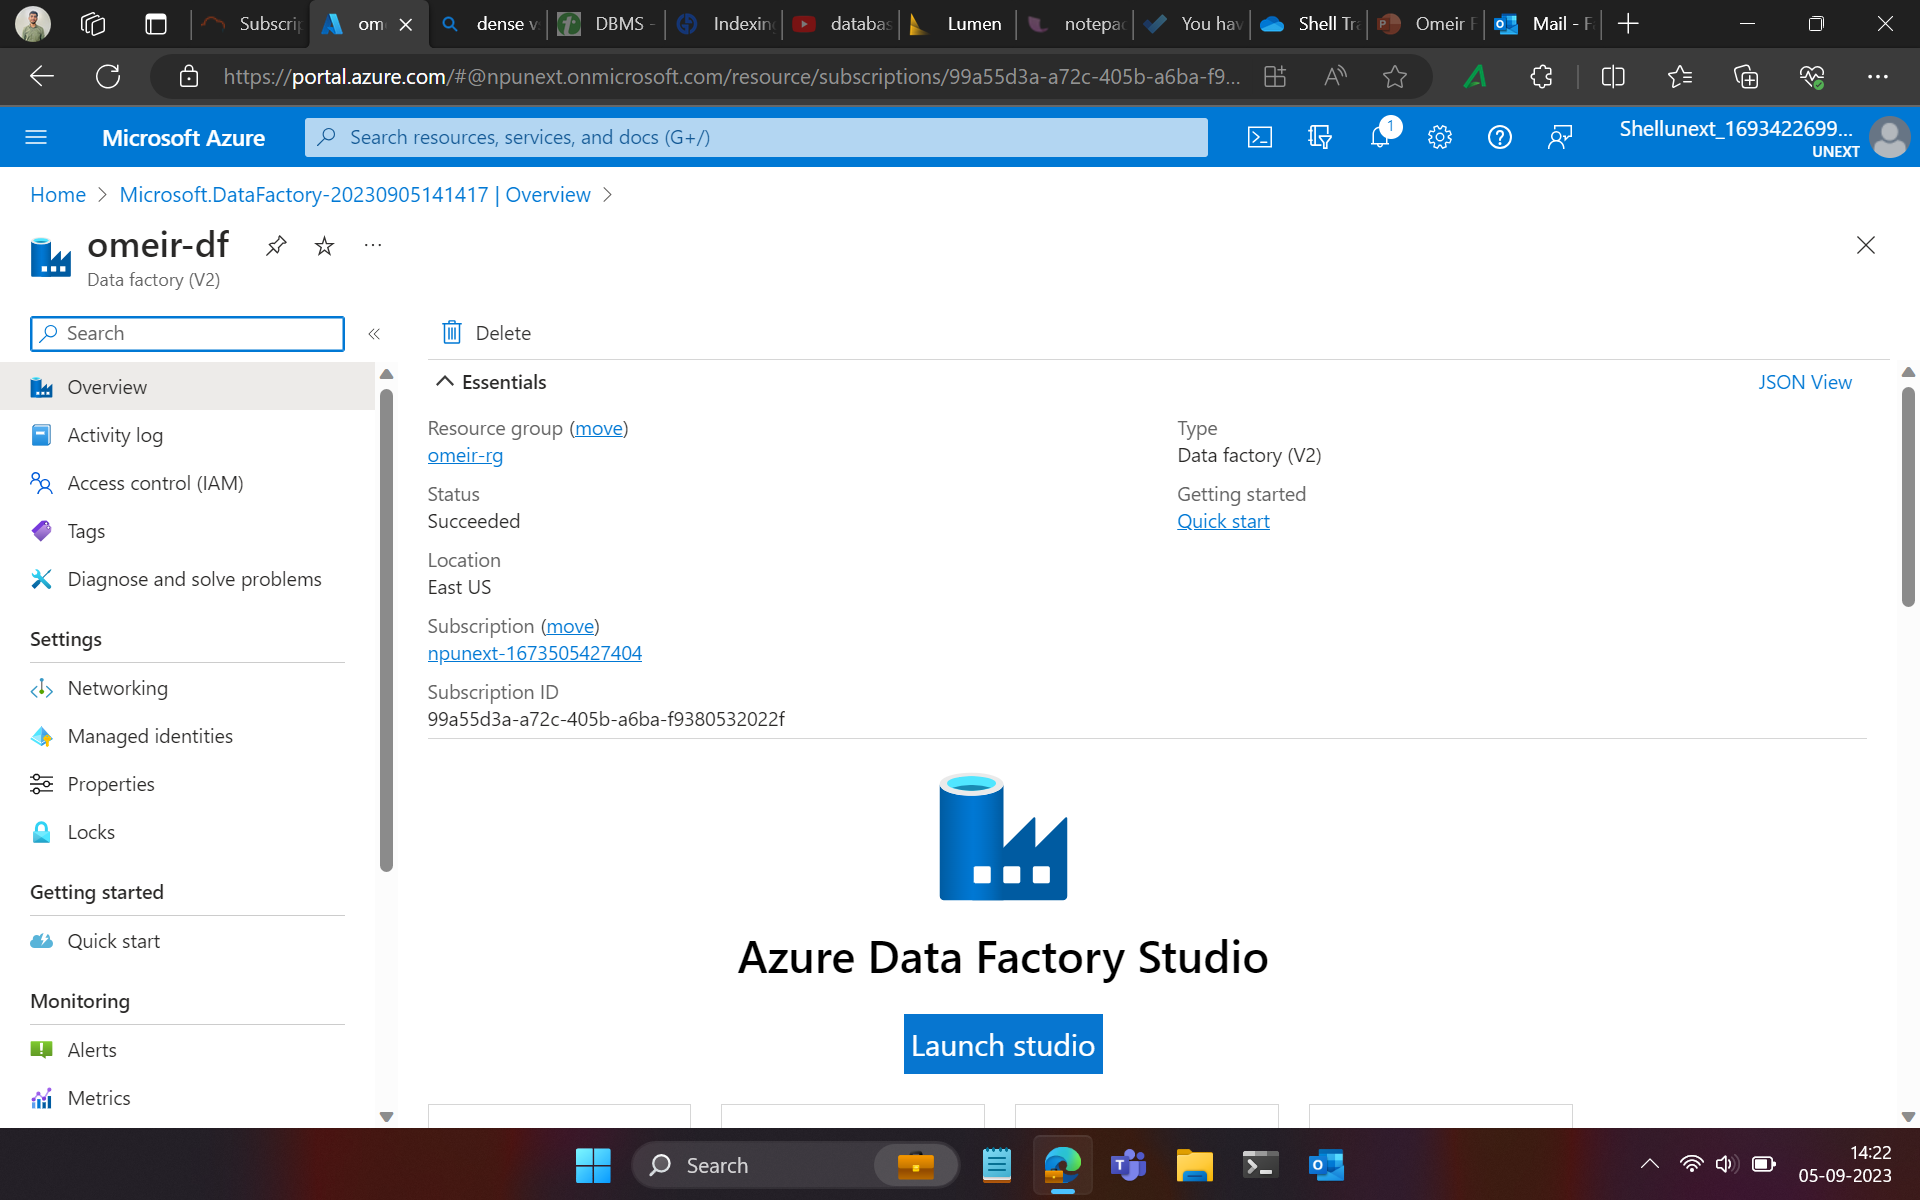 Subscrip
om
dense v
DBMS -
Indexing
databas
Lumen
notepad
You hav
Shell Tra
Omeir F
Mail - F
https://portal.azure.com/#@npunext.onmicrosoft.com/resource/subscriptions/99a55d3a-a72c-405b-a6ba-f9...
Microsoft Azure
Search resources, services, and docs (G+/)
1
Shellunext_1693422699...
UNEXT
Home > Microsoft.DataFactory-20230905141417 | Overview >
omeir-df
Data factory (V2)
Search
Delete
Overview
Activity log
Access control (IAM)
Tags
Diagnose and solve problems
Settings
Networking
Managed identities
Properties
Locks
Getting started
Quick start
Monitoring
Alerts
Metrics
Essentials
JSON View
Resource group (move)
omeir-rg
Status
Succeeded
Location
East US
Subscription (move)
npunext-1673505427404
Subscription ID
99a55d3a-a72c-405b-a6ba-f9380532022f
Type
Data factory (V2)
Getting started
Quick start
Azure Data Factory Studio
Launch studio
Search
14:22
05-09-2023